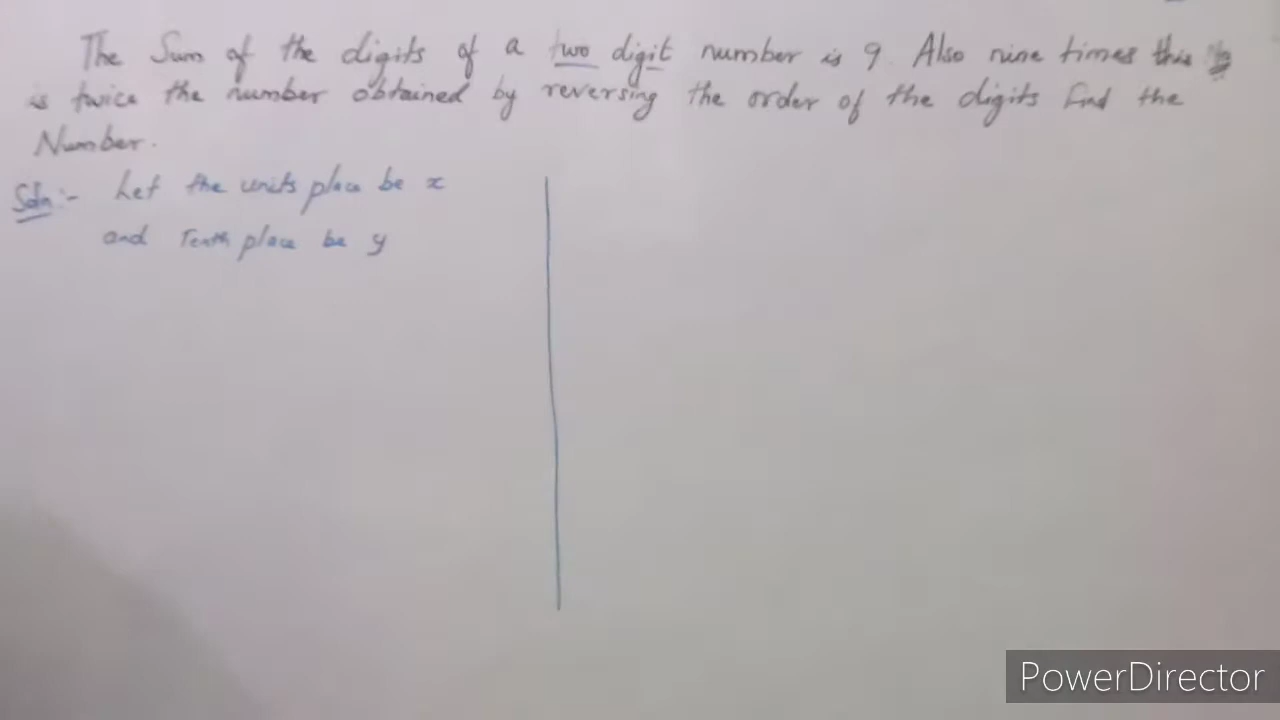 The Sum of the digits of a two digit number is 9. Also nine times this
is twice the number obtained by reversing the order of the digits find the
Number.
Soln:- Let the units place be x
and Tenth place be y
PowerDirector